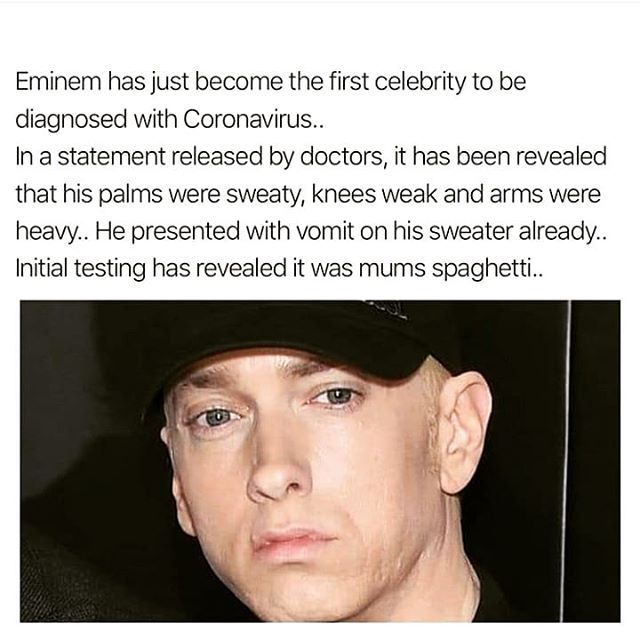 Eminem has just become the first celebrity to be
diagnosed with Coronavirus..
In a statement released by doctors, it has been revealed
that his palms were sweaty, knees weak and arms were
heavy.. He presented with vomit on his sweater already..
Initial testing has revealed it was mums spaghetti..